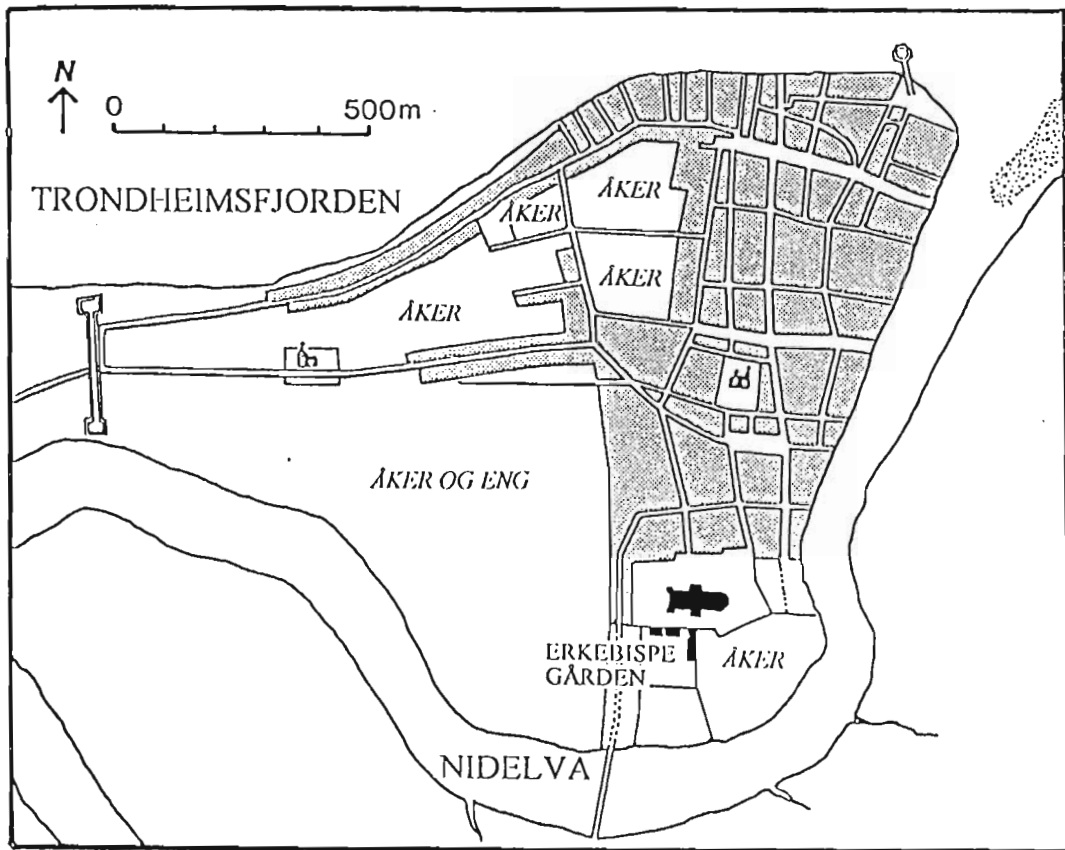 N
0 500m
TRONDHEIMSFJORDEN
ÅKER
ÅKER
ÅKER
ÅKER
ÅKER OG ENG
ERKEBISPE
GÅRDEN
ÅKER
NIDELVA